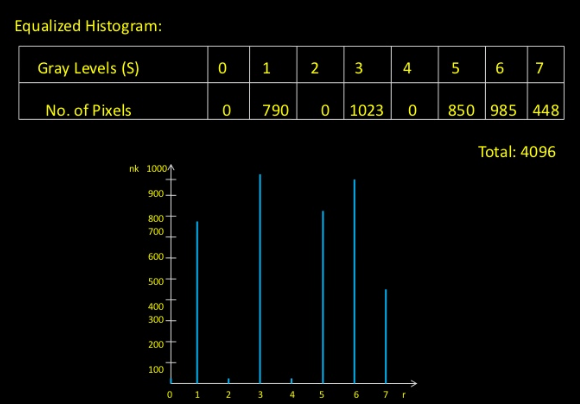 Equalized Histogram:
Gray Levels (S) 0 1 2 3 4 5 6 7
No. of Pixels 0 790 0 1023 0 850 985 448
Total: 4096
nk 1000
900
800
700
600
500
400
300
200
100
0 1 2 3 4 5 6 7 r